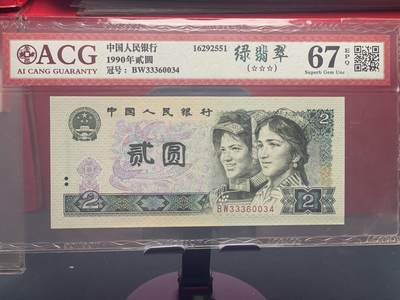 ACG
AI CANG GUARANTY
中国人民银行
1990年贰圆
冠号：BW33360034
16292551
绿翡翠
(☆☆☆)
67 EPQ
Superb Gem Unc
中国人民银行
2
贰圆
2
2
BW33360034